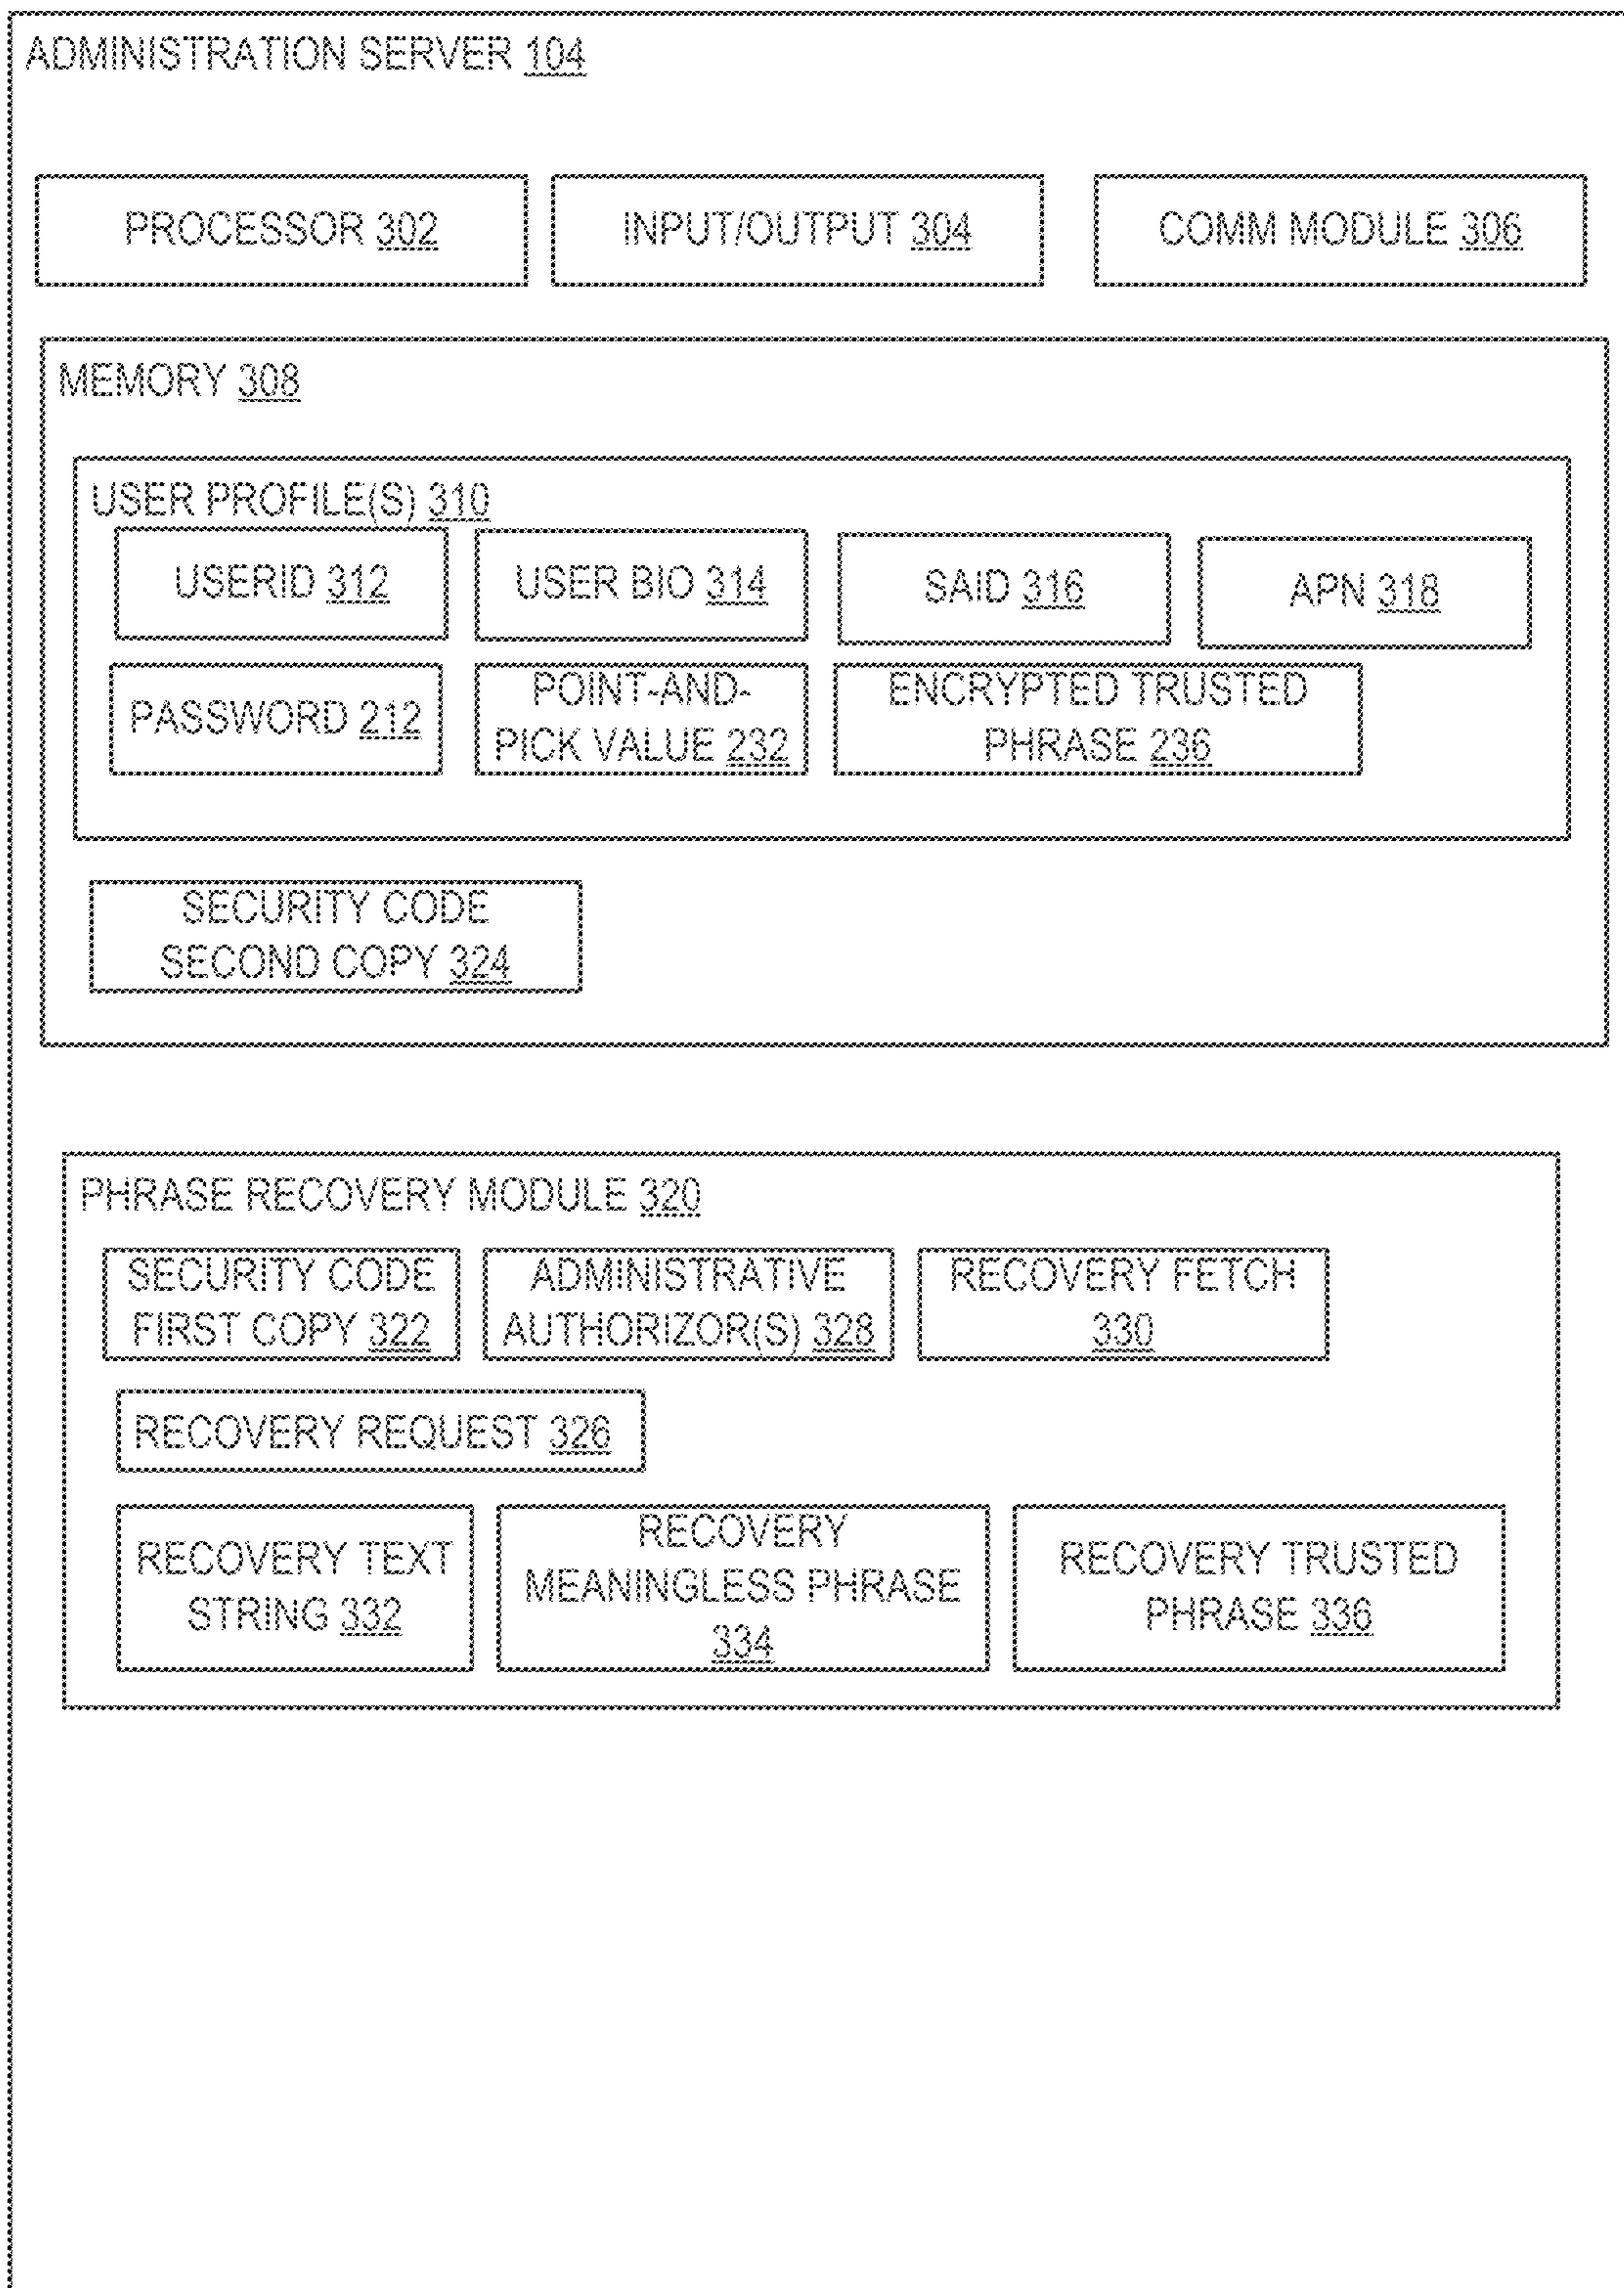 ADMINISTRATION SERVER 104
PROCESSOR 302
INPUT/OUTPUT 304
COMM MODULE 306
MEMORY 308
USER PROFILE(S) 310
USERID 312
USER BIO 314
SAID 316
APN 318
PASSWORD 212
POINT-AND-
PICK VALUE 232
ENCRYPTED TRUSTED
PHRASE 236
SECURITY CODE
SECOND COPY 324
PHRASE RECOVERY MODULE 320
SECURITY CODE
FIRST COPY 322
ADMINISTRATIVE
AUTHORIZOR(S) 328
RECOVERY FETCH
330
RECOVERY REQUEST 326
RECOVERY TEXT
STRING 332
RECOVERY
MEANINGLESS PHRASE
334
RECOVERY TRUSTED
PHRASE 336